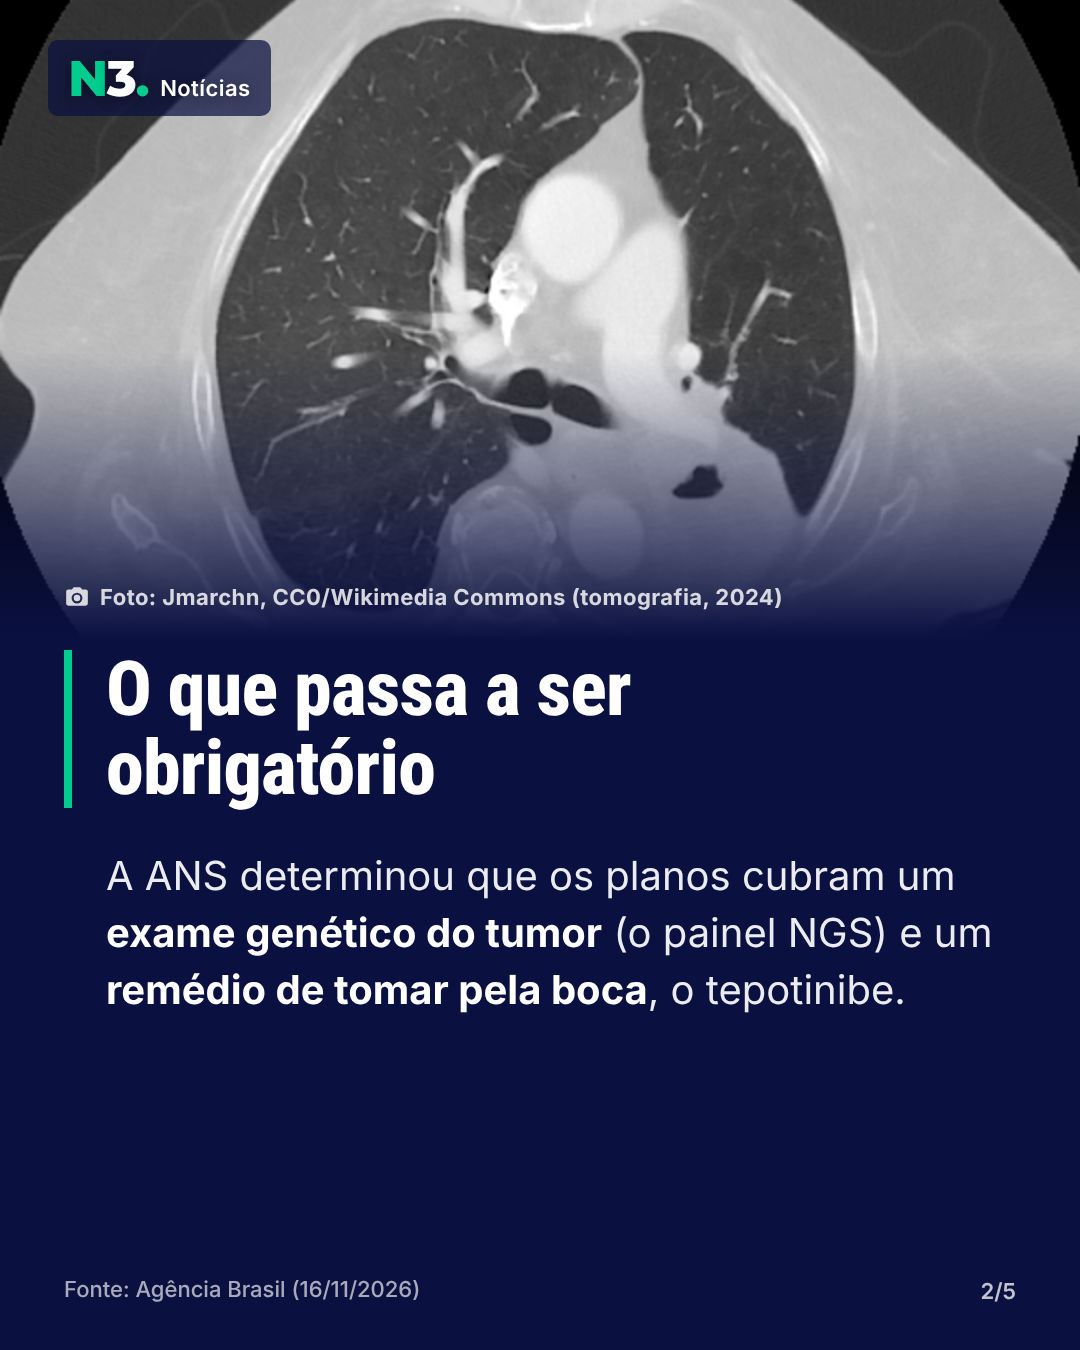 N3. Notícias
Foto: Jmarchn, CC0/Wikimedia Commons (tomografia, 2024)
O que passa a ser
obrigatório
A ANS determinou que os planos cubram um
exame genético do tumor (o painel NGS) e um
remédio de tomar pela boca, o tepotinibe.
Fonte: Agência Brasil (16/11/2026)
2/5